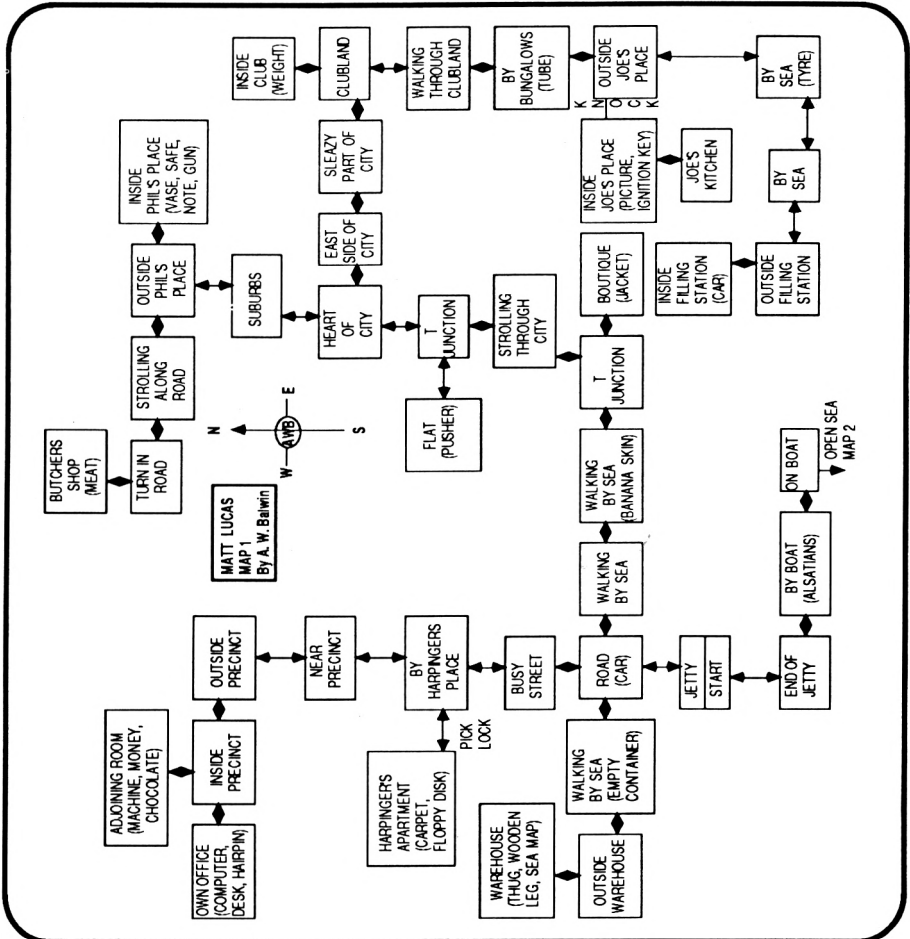 BUTCHERS
SHOP
(MEAT)
TURN IN
ROAD
STROLLING
ALONG
ROAD
OUTSIDE
PHIL'S
PLACE
INSIDE
PHIL'S PLACE
(VASE, SAFE,
NOTE, GUN)
SUBURBS
INSIDE
CLUB
(WEIGHT)
HEART
OF CITY
EAST
SIDE OF
CITY
SLEAZY
PART OF
CITY
CLUBLAND
WALKING
THROUGH
CLUBLAND
BY
BUNGALOWS
(TUBE)
OUTSIDE
JOE'S
PLACE
KNOCK
INSIDE
JOE'S PLACE
(PICTURE,
IGNITION KEY)
JOE'S
KITCHEN
BY
SEA
(TYRE)
BY
SEA
OUTSIDE
FILLING
STATION
INSIDE
FILLING
STATION
(CAR)
MATT LUCAS
MAP 1
By A. W. Balwin
N
W
AWB
E
S
T
JUNCTION
FLAT
(PUSHER)
STROLLING
THROUGH
CITY
T
JUNCTION
BOUTIQUE
(JACKET)
WALKING
BY SEA
(BANANA SKIN)
WALKING
BY SEA
ADJOINING ROOM
(MACHINE, MONEY,
CHOCOLATE)
OWN OFFICE
(COMPUTER,
DESK, HAIRPIN)
INSIDE
PRECINCT
OUTSIDE
PRECINCT
NEAR
PRECINCT
BY
HARPINGERS
PLACE
PICK
LOCK
HARPINGER'S
APARTMENT
(CARPET,
FLOPPY DISK)
BUSY
STREET
ROAD
(CAR)
WALKING
BY SEA
(EMPTY
CONTAINER)
OUTSIDE
WAREHOUSE
WAREHOUSE
(THUG, WOODEN
LEG, SEA MAP)
JETTY
START
END OF
JETTY
BY BOAT
(ALSATIANS)
ON BOAT
OPEN SEA
MAP 2